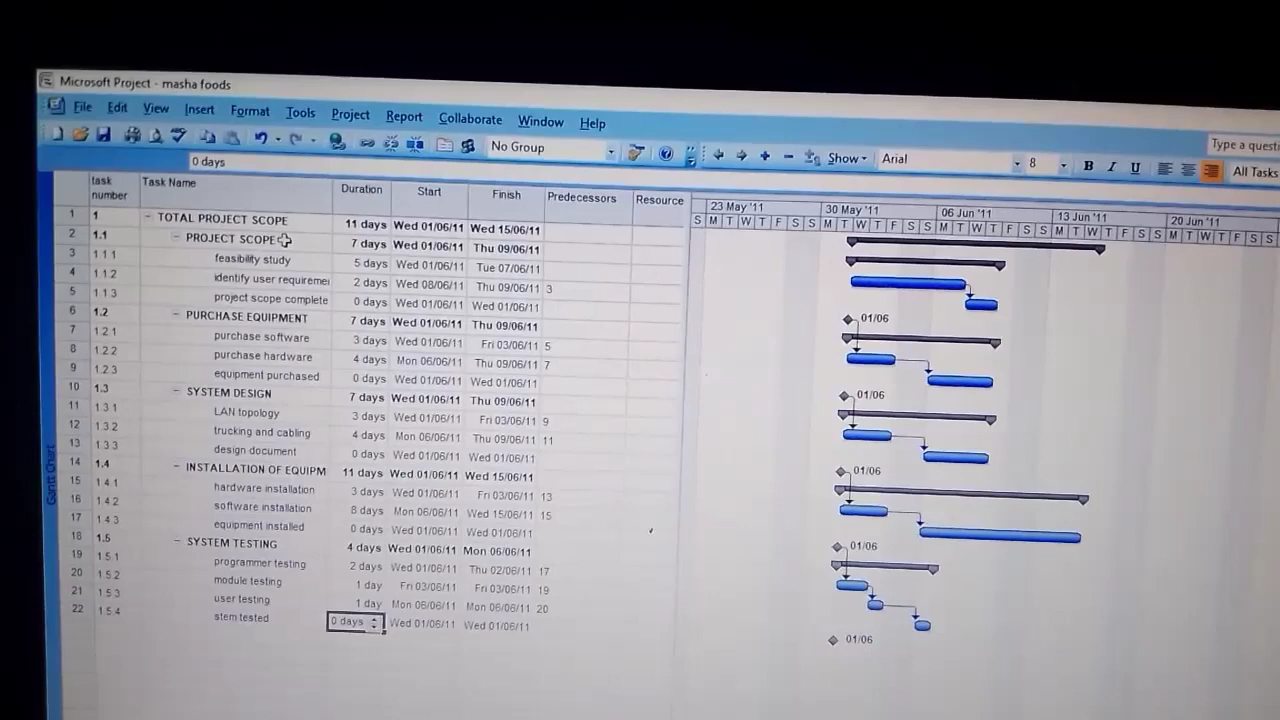 Microsoft Project - masha foods
File Edit View Insert Format Tools Project Report Collaborate Window Help
Type a questi
No Group Show Arial 8 B I U All Tasks
0 days
task number Task Name Duration Start Finish Predecessors Resource
23 May '11 30 May '11 06 Jun '11 13 Jun '11 20 Jun '11
S M T W T F S S M T W T F S S M T W T F S S M T W T F S S M T W T F S S
1 1 TOTAL PROJECT SCOPE 11 days Wed 01/06/11 Wed 15/06/11
2 1.1 PROJECT SCOPE 7 days Wed 01/06/11 Thu 09/06/11
3 1 1 1 feasibility study 5 days Wed 01/06/11 Tue 07/06/11
4 1 1 2 identify user requireme 2 days Wed 08/06/11 Thu 09/06/11 3
5 1 1 3 project scope complete 0 days Wed 01/06/11 Wed 01/06/11 01/06
6 1.2 PURCHASE EQUIPMENT 7 days Wed 01/06/11 Thu 09/06/11
7 1 2 1 purchase software 3 days Wed 01/06/11 Fri 03/06/11 5
8 1 2.2 purchase hardware 4 days Mon 06/06/11 Thu 09/06/11 7
9 1 2.3 equipment purchased 0 days Wed 01/06/11 Wed 01/06/11 01/06
10 1.3 SYSTEM DESIGN 7 days Wed 01/06/11 Thu 09/06/11
11 1.3 1 LAN topology 3 days Wed 01/06/11 Fri 03/06/11 9
12 1.3 2 trucking and cabling 4 days Mon 06/06/11 Thu 09/06/11 11
13 1 3 3 design document 0 days Wed 01/06/11 Wed 01/06/11 01/06
14 1.4 INSTALLATION OF EQUIPM 11 days Wed 01/06/11 Wed 15/06/11
15 1 4 1 hardware installation 3 days Wed 01/06/11 Fri 03/06/11 13
16 1 4 2 software installation 8 days Mon 06/06/11 Wed 15/06/11 15
17 1 4 3 equipment installed 0 days Wed 01/06/11 Wed 01/06/11 01/06
18 1.5 SYSTEM TESTING 4 days Wed 01/06/11 Mon 06/06/11
19 1.5 1 programmer testing 2 days Wed 01/06/11 Thu 02/06/11 17
20 1 5 2 module testing 1 day Fri 03/06/11 Fri 03/06/11 19
21 1 5 3 user testing 1 day Mon 06/06/11 Mon 06/06/11 20
22 1.5.4 stem tested 0 days Wed 01/06/11 Wed 01/06/11 01/06
Gantt Chart